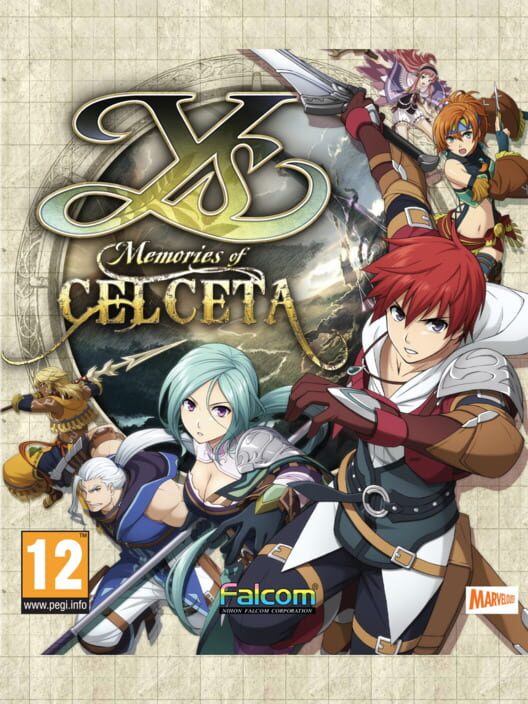 Ys
Memories of
CELCETA
12
www.pegi.info
Falcom®
NIHON FALCOM CORPORATION
MARVELOUS!